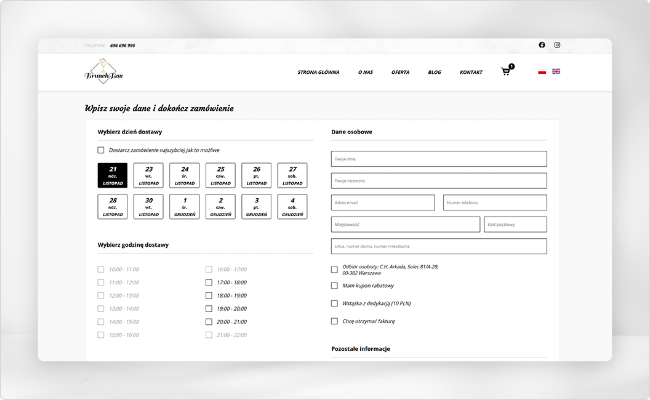 TELEFON: 696 696 996
BrunchBox
STRONA GŁÓWNA
O NAS
OFERTA
BLOG
KONTAKT
1
Wpisz swoje dane i dokończ zamówienie
Wybierz dzień dostawy
Dostarcz zamówienie najszybciej jak to możliwe
21
ndz.
LISTOPAD
23
wt.
LISTOPAD
24
śr.
LISTOPAD
25
czw.
LISTOPAD
26
pt.
LISTOPAD
27
sob.
LISTOPAD
28
ndz.
LISTOPAD
30
wt.
LISTOPAD
1
śr.
GRUDZIEŃ
2
czw.
GRUDZIEŃ
3
pt.
GRUDZIEŃ
4
sob.
GRUDZIEŃ
Wybierz godzinę dostawy
10:00 - 11:00
11:00 - 12:00
12:00 - 13:00
13:00 - 14:00
14:00 - 15:00
15:00 - 16:00
16:00 - 17:00
17:00 - 18:00
18:00 - 19:00
19:00 - 20:00
20:00 - 21:00
21:00 - 22:00
Dane osobowe
Twoje imię
Twoje nazwisko
Adres email
Numer telefonu
Miejscowość
Kod pocztowy
Ulica, numer domu, numer mieszkania
Odbiór osobisty: C.H. Arkada, Solec 81/A-28;
00-382 Warszawa
Mam kupon rabatowy
Wstążka z dedykacją (10 PLN)
Chcę otrzymać fakturę
Pozostałe informacje